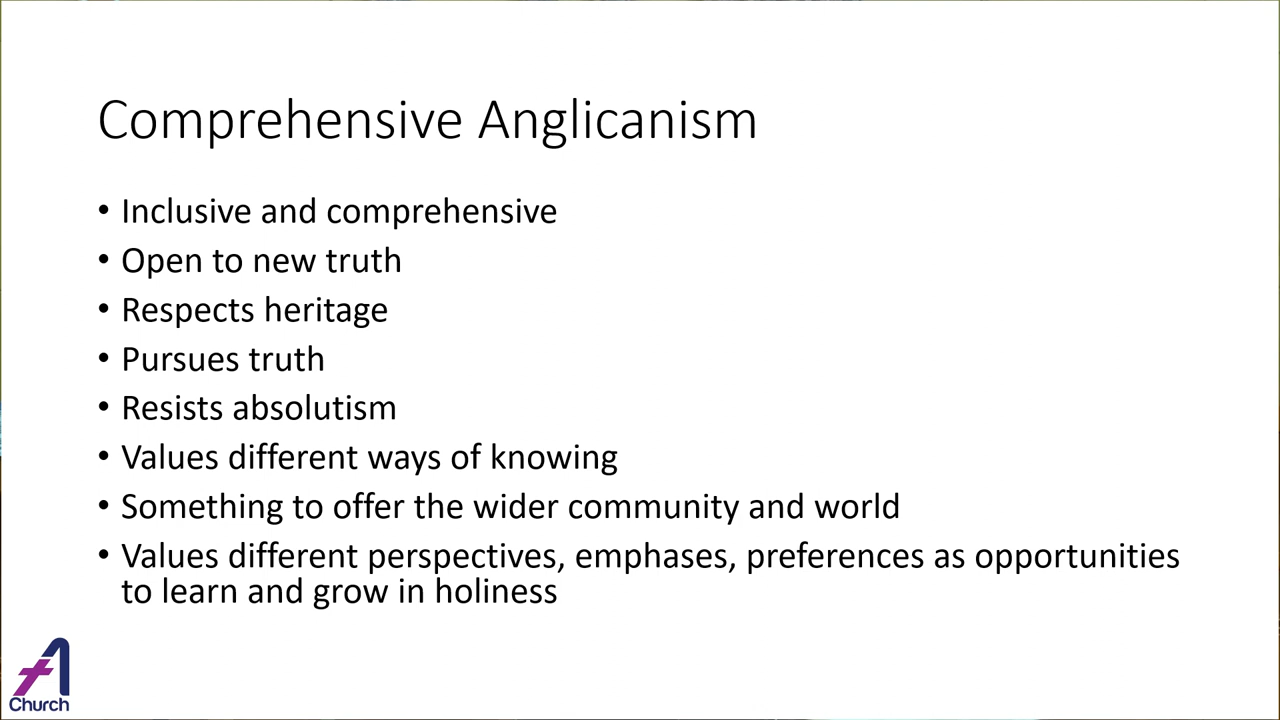 Comprehensive Anglicanism
• Inclusive and comprehensive
• Open to new truth
• Respects heritage
• Pursues truth
• Resists absolutism
• Values different ways of knowing
• Something to offer the wider community and world
• Values different perspectives, emphases, preferences as opportunities
to learn and grow in holiness
Church